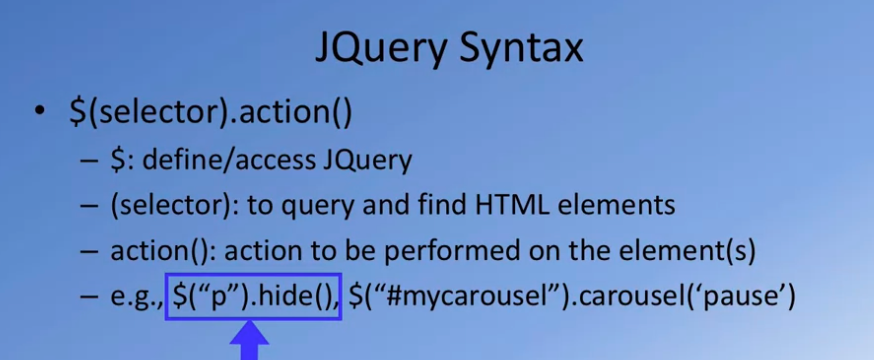 JQuery Syntax
• $(selector).action()
– $: define/access JQuery
– (selector): to query and find HTML elements
– action(): action to be performed on the element(s)
– e.g., $(“p”).hide(), $(“#mycarousel”).carousel(‘pause’)